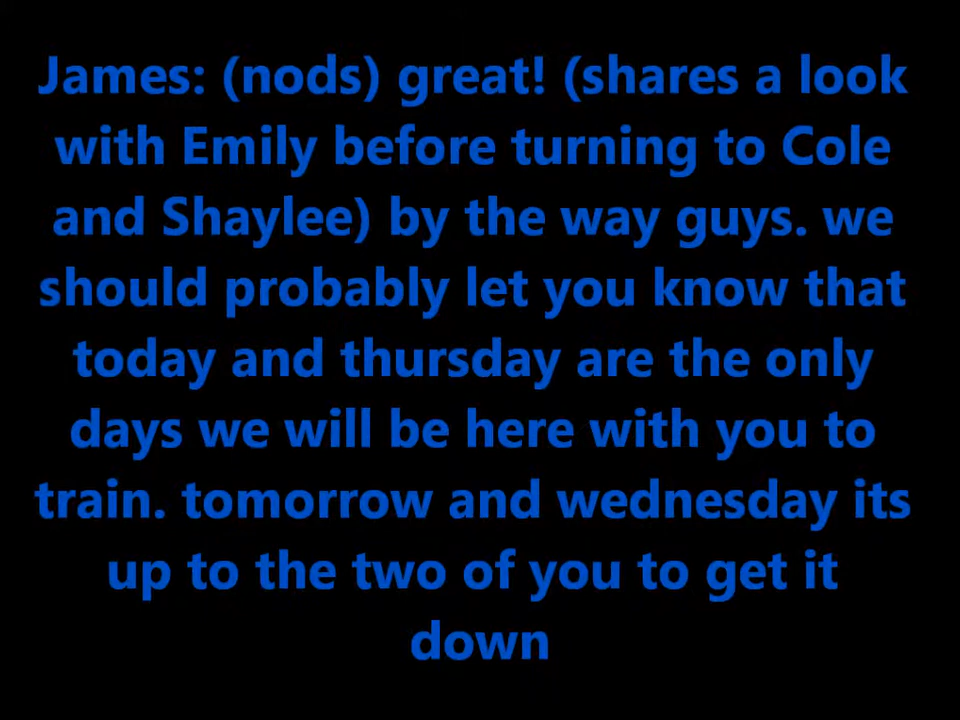 James: (nods) great! (shares a look
with Emily before turning to Cole
and Shaylee) by the way guys. we
should probably let you know that
today and thursday are the only
days we will be here with you to
train. tomorrow and wednesday its
up to the two of you to get it
down